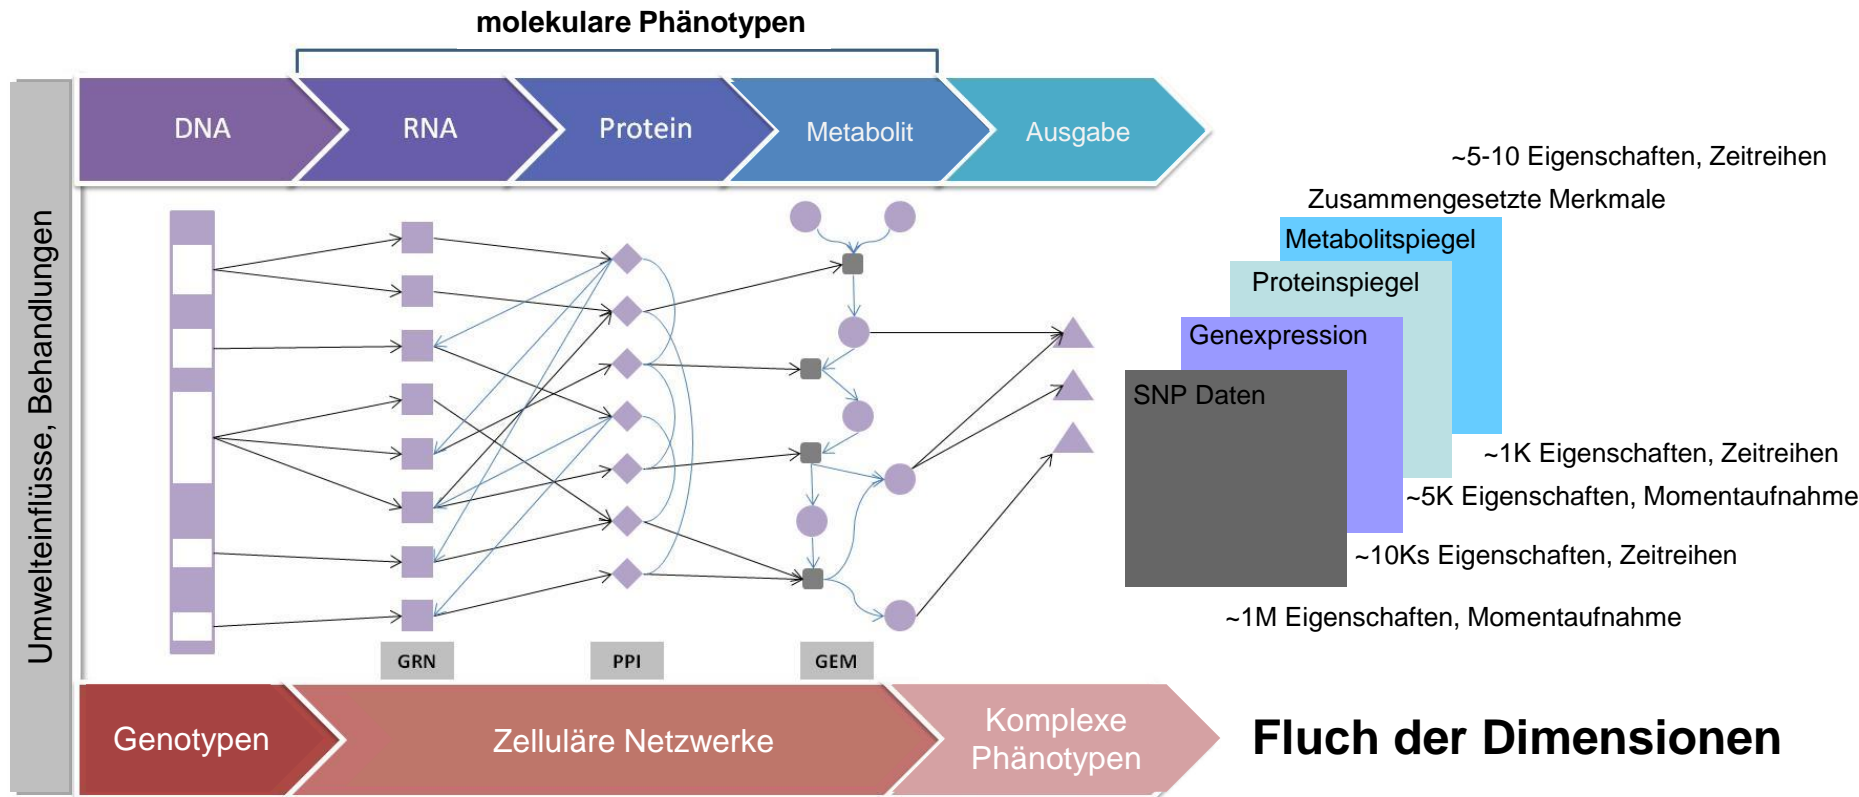 molekulare Phänotypen
DNA
RNA
Protein
Metabolit
Ausgabe
Umwelteinflüsse, Behandlungen
~5-10 Eigenschaften, Zeitreihen
Zusammengesetzte Merkmale
Metabolitspiegel
Proteinspiegel
Genexpression
SNP Daten
~1K Eigenschaften, Zeitreihen
~5K Eigenschaften, Momentaufnahme
~10Ks Eigenschaften, Zeitreihen
~1M Eigenschaften, Momentaufnahme
GRN
PPI
GEM
Genotypen
Zelluläre Netzwerke
Komplexe
Phänotypen
Fluch der Dimensionen